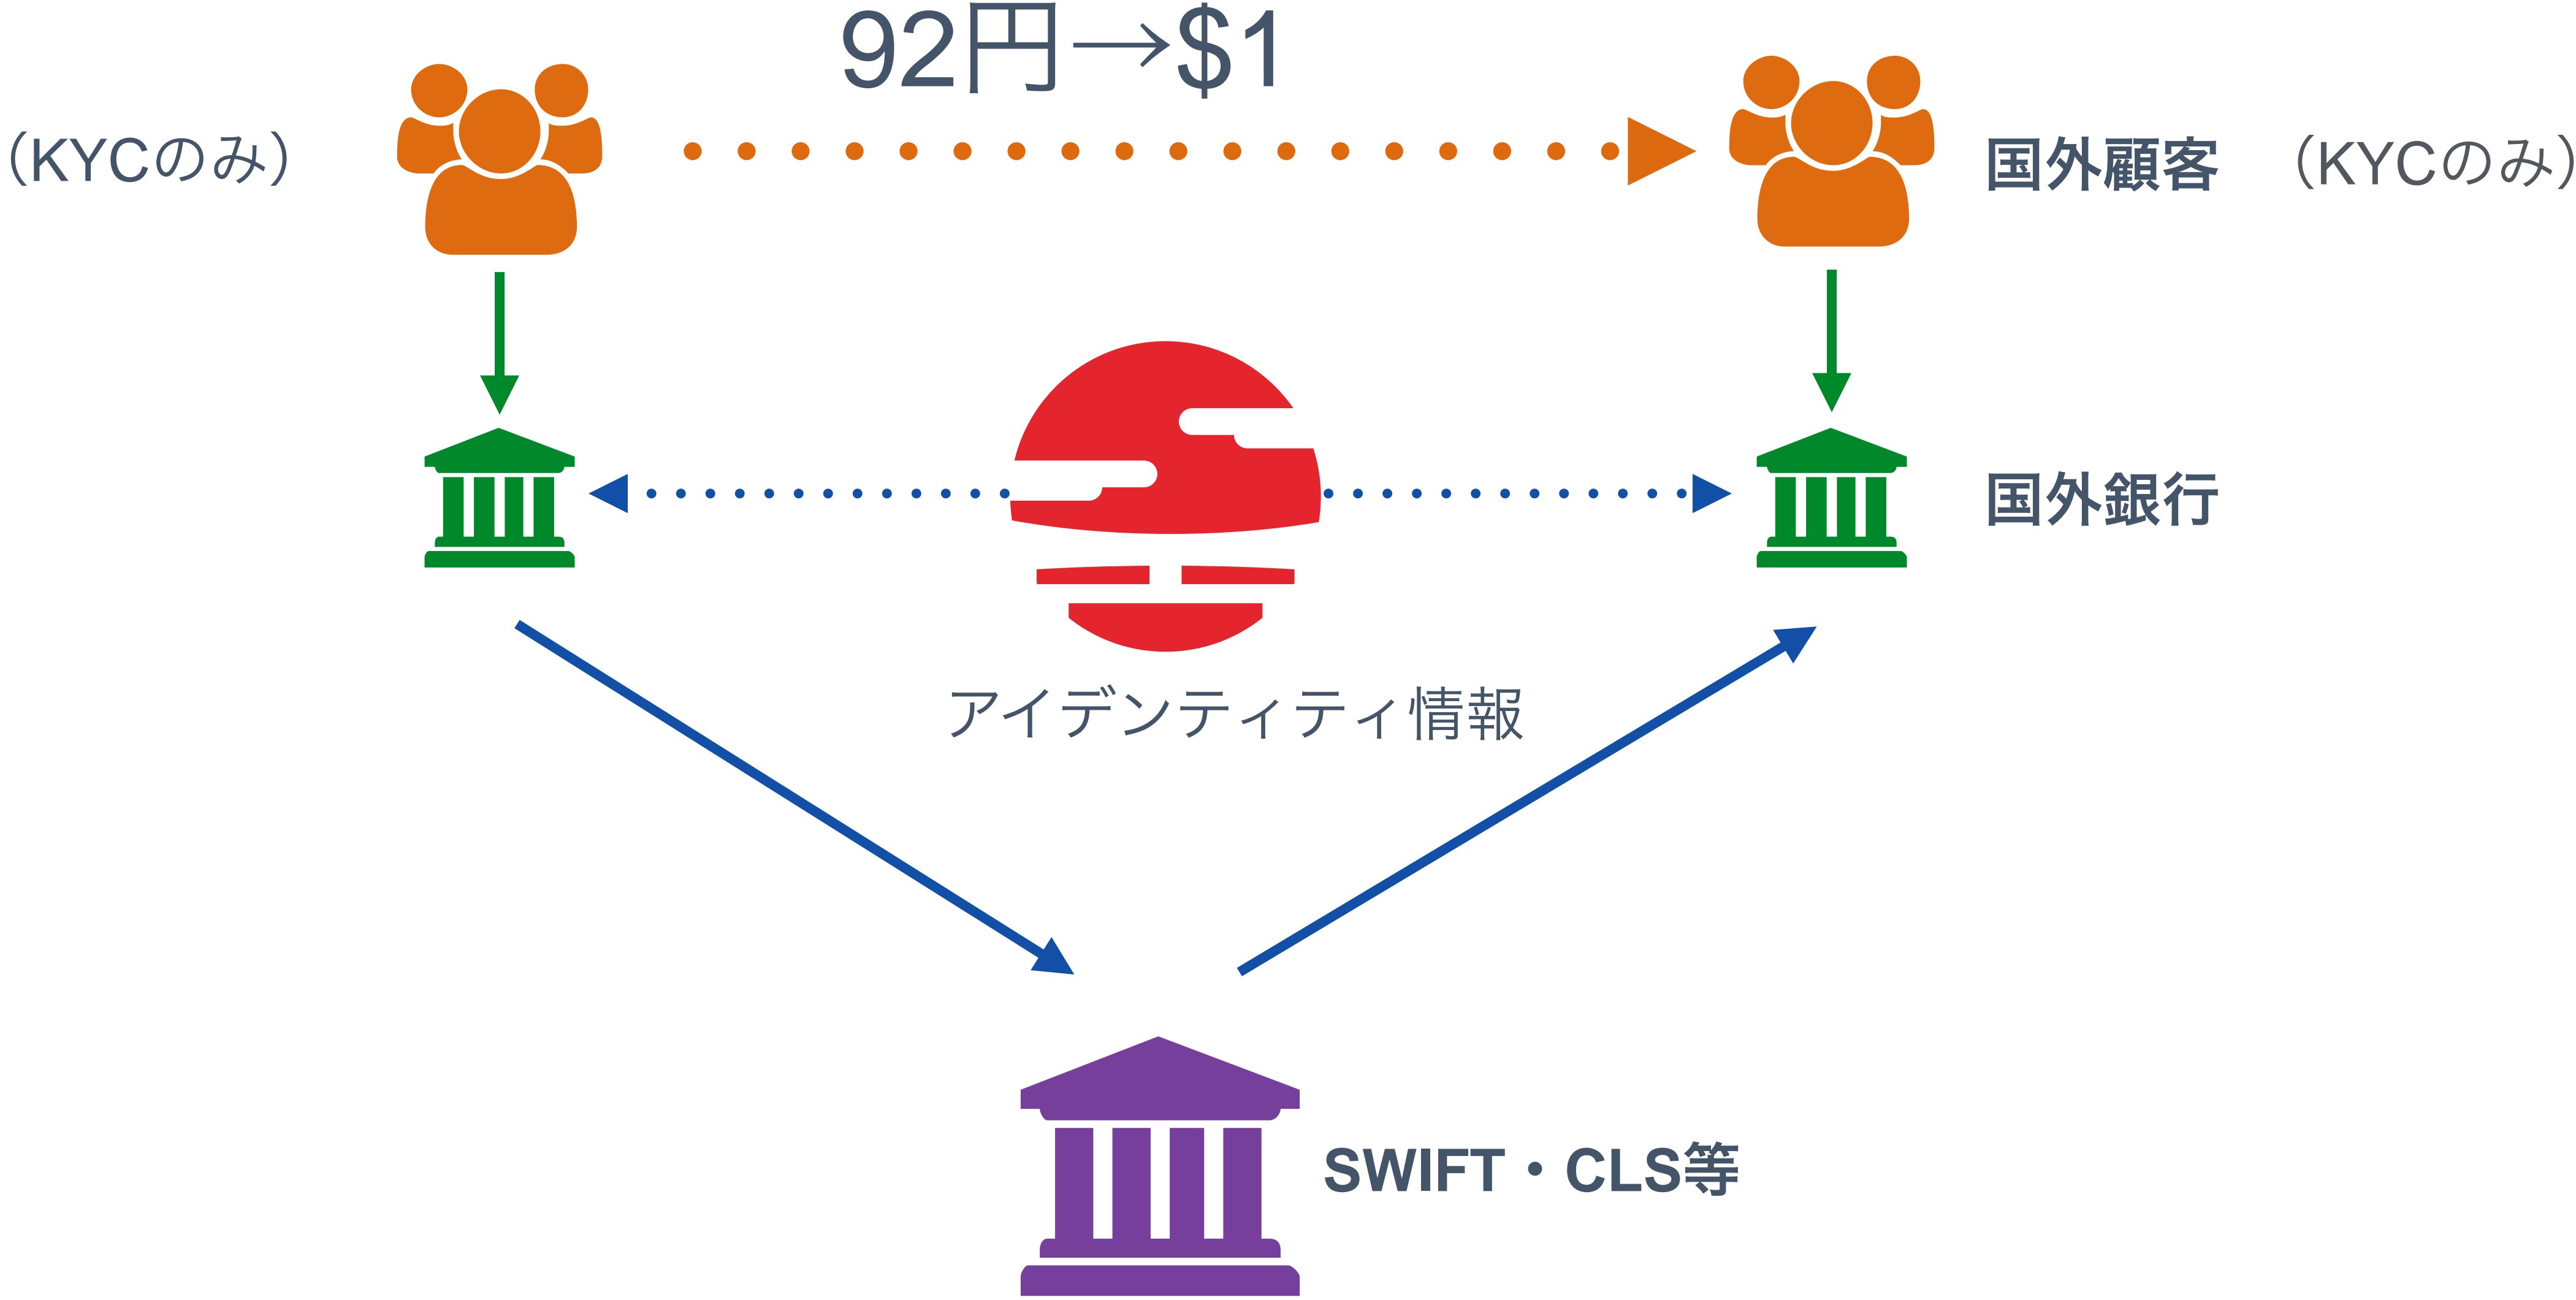 92円→$1
（KYCのみ）
国外顧客 （KYCのみ）
国外銀行
アイデンティティ情報
SWIFT・CLS等